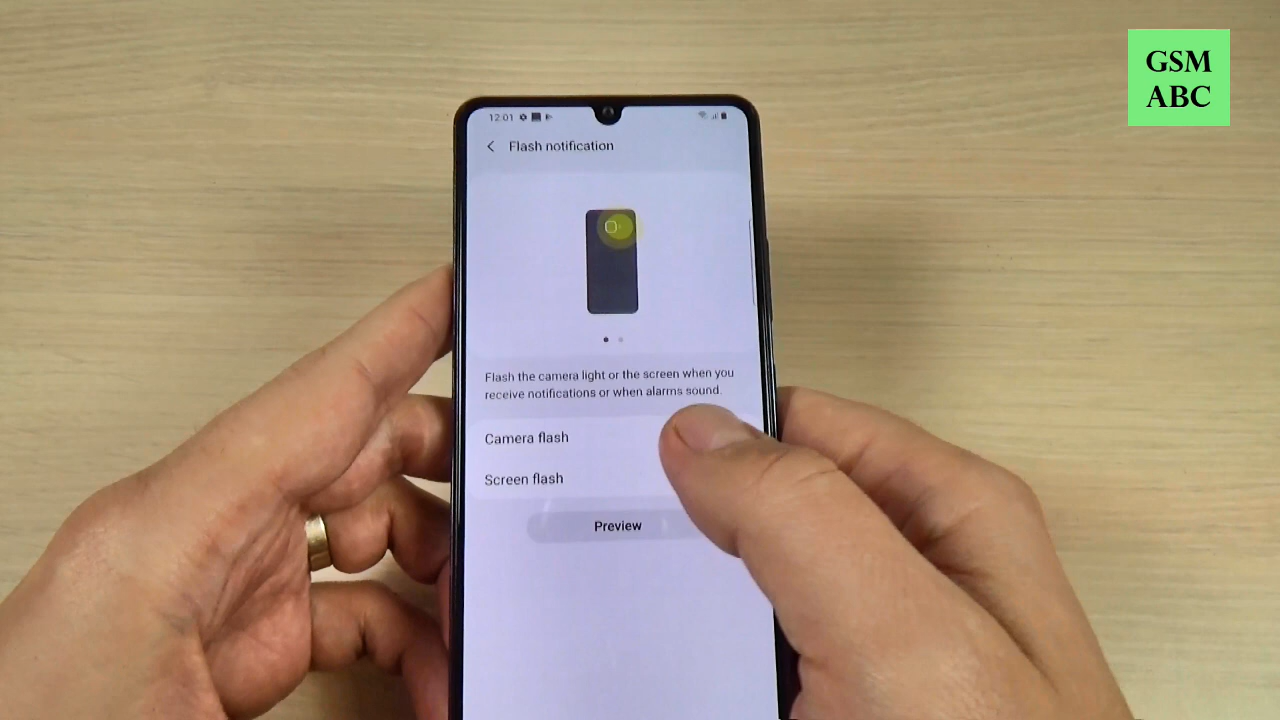 GSM
ABC
12:01
Flash notification
Flash the camera light or the screen when you
receive notifications or when alarms sound.
Camera flash
Screen flash
Preview